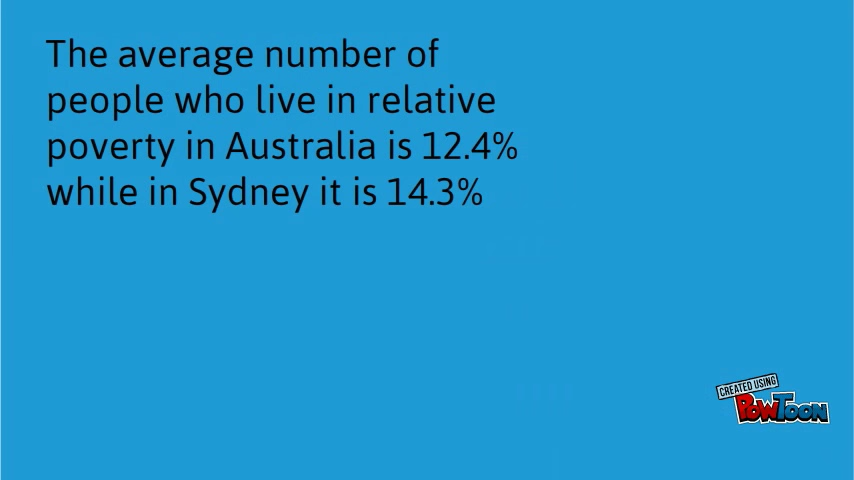 The average number of
people who live in relative
poverty in Australia is 12.4%
while in Sydney it is 14.3%
CREATED USING
POWTOON